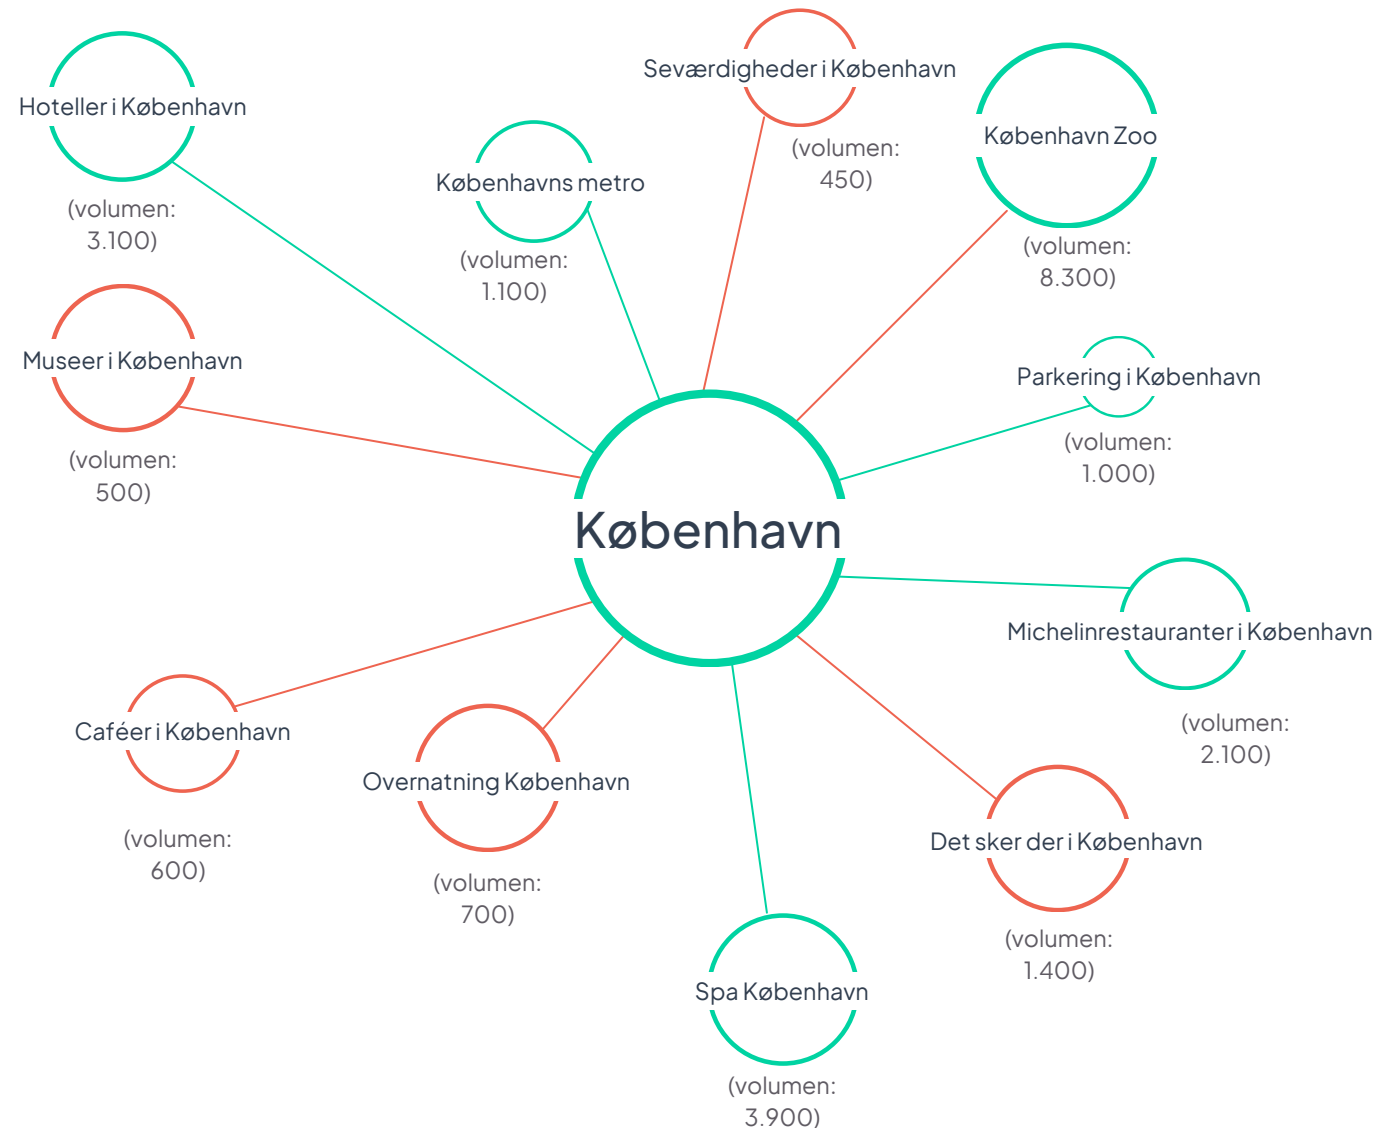 Seværdigheder i København
(volumen:
450)
København Zoo
(volumen:
8.300)
Hoteller i København
(volumen:
3.100)
Københavns metro
(volumen:
1.100)
Museer i København
(volumen:
500)
Parkering i København
(volumen:
1.000)
København
Michelinrestauranter i København
(volumen:
2.100)
Caféer i København
(volumen:
600)
Overnatning København
(volumen:
700)
Det sker der i København
(volumen:
1.400)
Spa København
(volumen:
3.900)